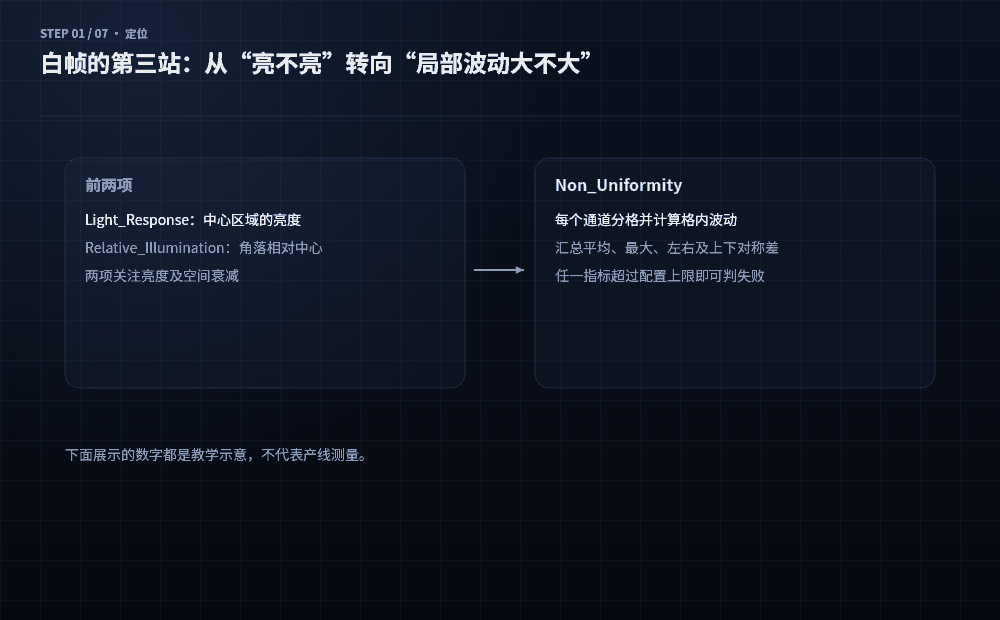 STEP 01 / 07 · 定位
白帧的第三站：从“亮不亮”转向“局部波动大不大”
前两项
Light_Response：中心区域的亮度
Relative_Illumination：角落相对中心
两项关注亮度及空间衰减
Non_Uniformity
每个通道分格并计算格内波动
汇总平均、最大、左右及上下对称差
任一指标超过配置上限即可判失败
下面展示的数字都是教学示意，不代表产线测量。